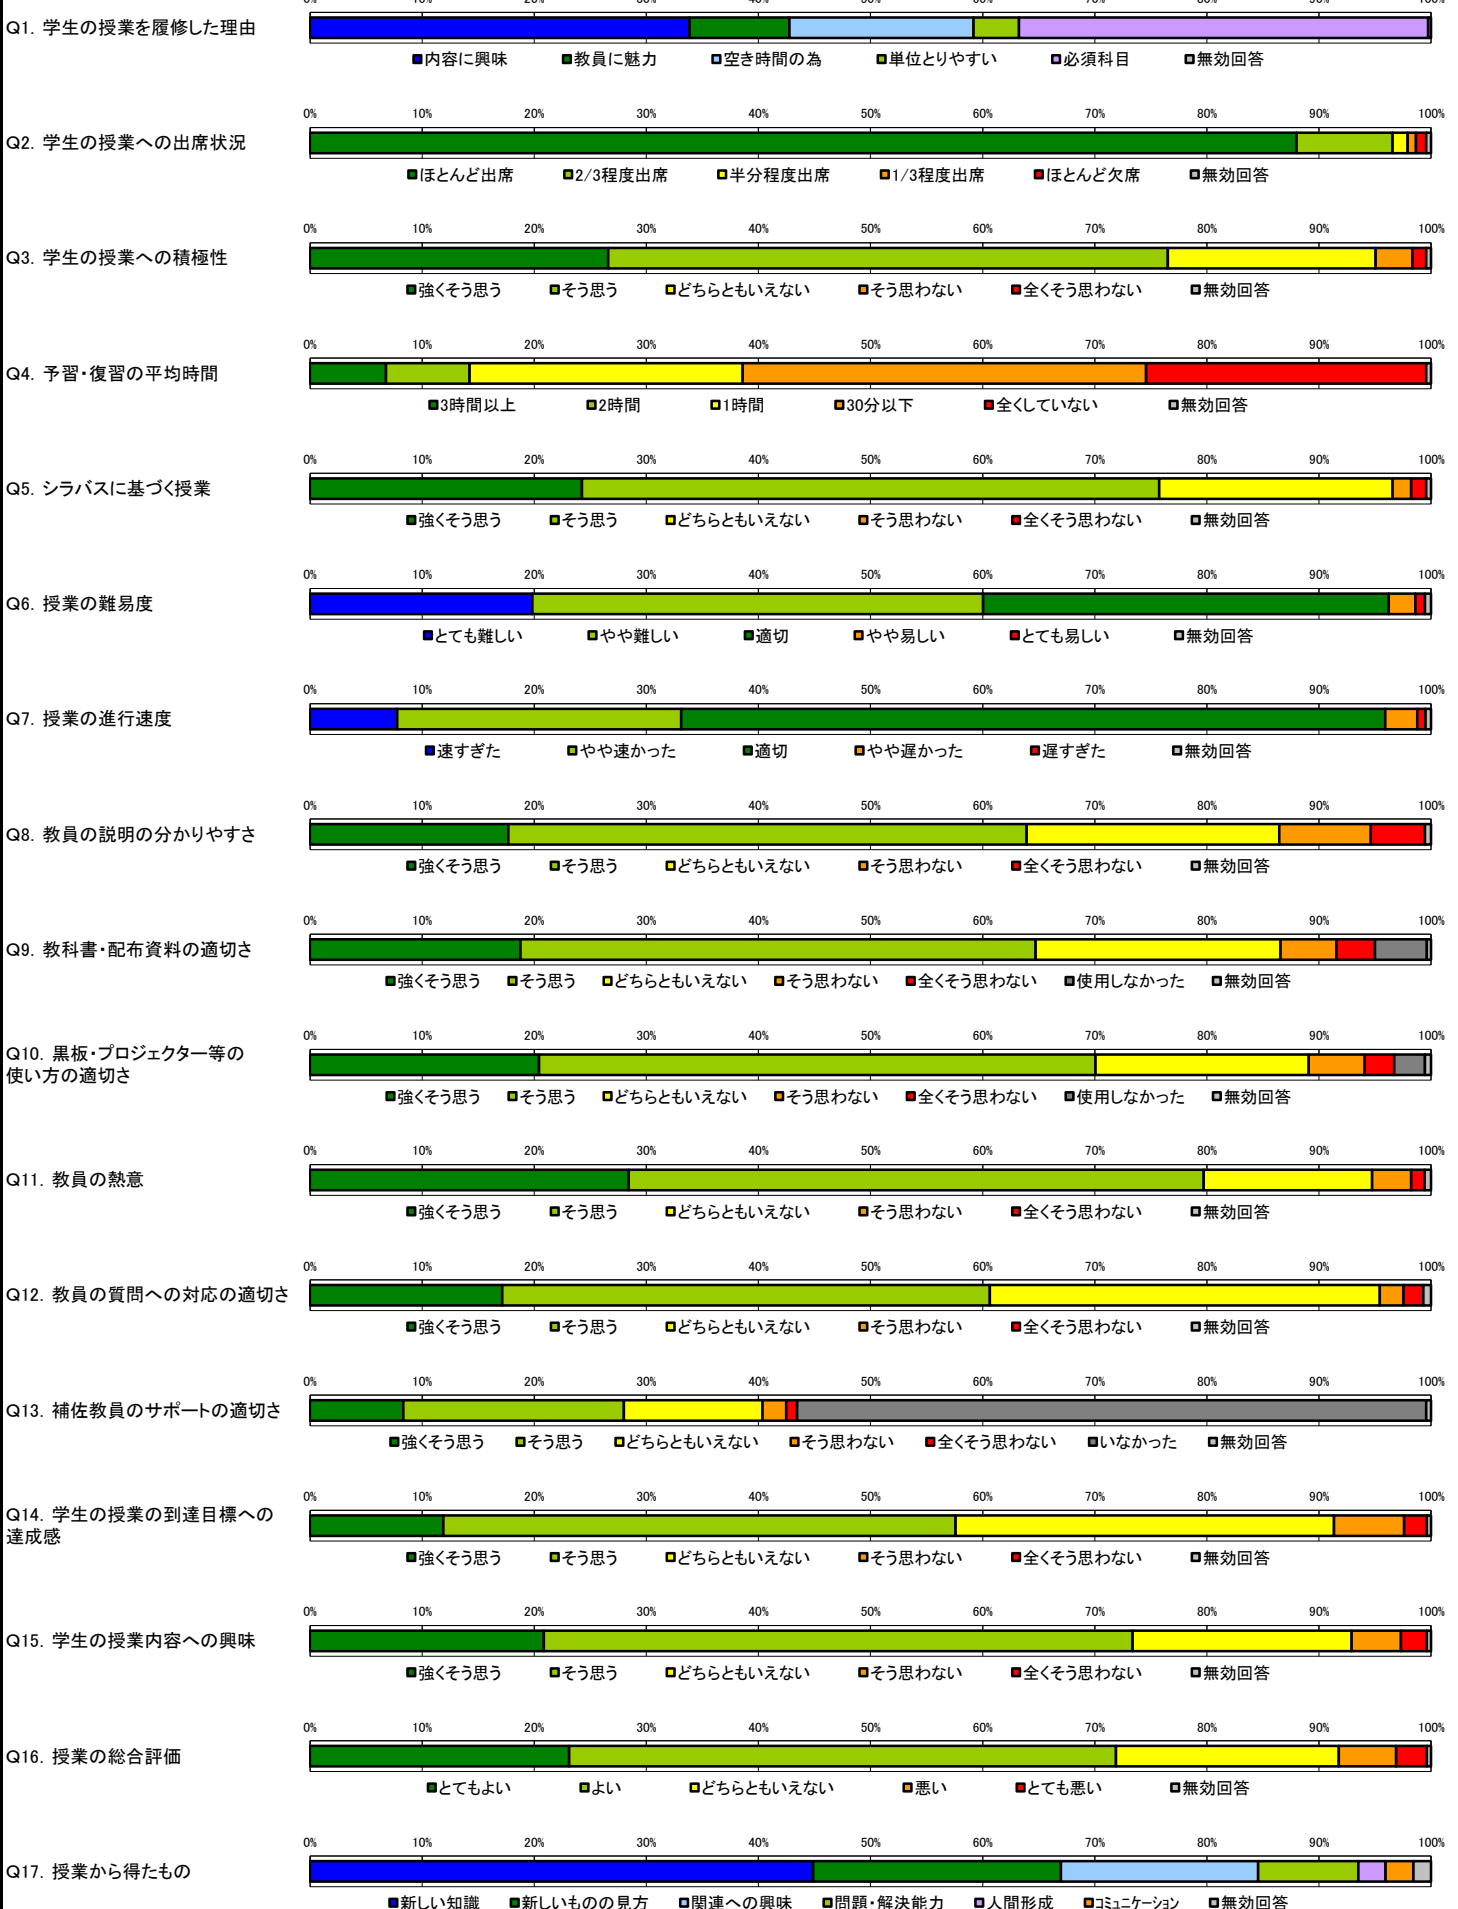 0% 10% 20% 30% 40% 50% 60% 70% 80% 90% 100%
Q1. 学生の授業を履修した理由
内容に興味 教員に魅力 空き時間の為 単位とりやすい 必須科目 無効回答
0% 10% 20% 30% 40% 50% 60% 70% 80% 90% 100%
Q2. 学生の授業への出席状況
ほとんど出席 2/3程度出席 半分程度出席 1/3程度出席 ほとんど欠席 無効回答
0% 10% 20% 30% 40% 50% 60% 70% 80% 90% 100%
Q3. 学生の授業への積極性
強くそう思う そう思う どちらともいえない そう思わない 全くそう思わない 無効回答
0% 10% 20% 30% 40% 50% 60% 70% 80% 90% 100%
Q4. 予習・復習の平均時間
3時間以上 2時間 1時間 30分以下 全くしていない 無効回答
0% 10% 20% 30% 40% 50% 60% 70% 80% 90% 100%
Q5. シラバスに基づく授業
強くそう思う そう思う どちらともいえない そう思わない 全くそう思わない 無効回答
0% 10% 20% 30% 40% 50% 60% 70% 80% 90% 100%
Q6. 授業の難易度
とても難しい やや難しい 適切 やや易しい とても易しい 無効回答
0% 10% 20% 30% 40% 50% 60% 70% 80% 90% 100%
Q7. 授業の進行速度
速すぎた やや速かった 適切 やや遅かった 遅すぎた 無効回答
0% 10% 20% 30% 40% 50% 60% 70% 80% 90% 100%
Q8. 教員の説明の分かりやすさ
強くそう思う そう思う どちらともいえない そう思わない 全くそう思わない 無効回答
0% 10% 20% 30% 40% 50% 60% 70% 80% 90% 100%
Q9. 教科書・配布資料の適切さ
強くそう思う そう思う どちらともいえない そう思わない 全くそう思わない 使用しなかった 無効回答
0% 10% 20% 30% 40% 50% 60% 70% 80% 90% 100%
Q10. 黒板・プロジェクター等の
使い方の適切さ
強くそう思う そう思う どちらともいえない そう思わない 全くそう思わない 使用しなかった 無効回答
0% 10% 20% 30% 40% 50% 60% 70% 80% 90% 100%
Q11. 教員の熱意
強くそう思う そう思う どちらともいえない そう思わない 全くそう思わない 無効回答
0% 10% 20% 30% 40% 50% 60% 70% 80% 90% 100%
Q12. 教員の質問への対応の適切さ
強くそう思う そう思う どちらともいえない そう思わない 全くそう思わない 無効回答
0% 10% 20% 30% 40% 50% 60% 70% 80% 90% 100%
Q13. 補佐教員のサポートの適切さ
強くそう思う そう思う どちらともいえない そう思わない 全くそう思わない いなかった 無効回答
0% 10% 20% 30% 40% 50% 60% 70% 80% 90% 100%
Q14. 学生の授業の到達目標への
達成感
強くそう思う そう思う どちらともいえない そう思わない 全くそう思わない 無効回答
0% 10% 20% 30% 40% 50% 60% 70% 80% 90% 100%
Q15. 学生の授業内容への興味
強くそう思う そう思う どちらともいえない そう思わない 全くそう思わない 無効回答
0% 10% 20% 30% 40% 50% 60% 70% 80% 90% 100%
Q16. 授業の総合評価
とてもよい よい どちらともいえない 悪い とても悪い 無効回答
0% 10% 20% 30% 40% 50% 60% 70% 80% 90% 100%
Q17. 授業から得たもの
新しい知識 新しいものの見方 関連への興味 問題・解決能力 人間形成 コミュニケーション 無効回答